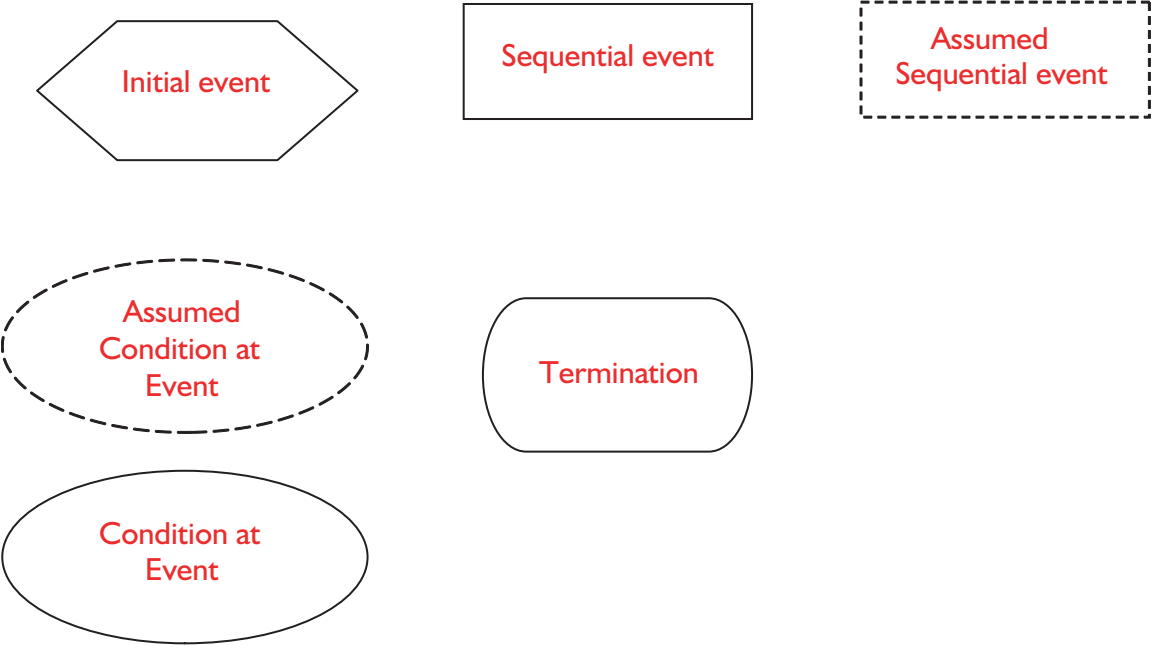 Initial event
Sequential event
Assumed
Sequential event
Assumed
Condition at
Event
Termination
Condition at
Event